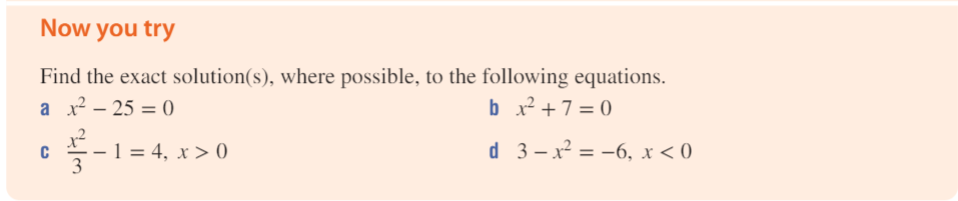 Now you try
Find the exact solution(s), where possible, to the following equations.
a x² – 25 = 0
b x² + 7 = 0
c x²/3 – 1 = 4, x > 0
d 3 – x² = –6, x < 0